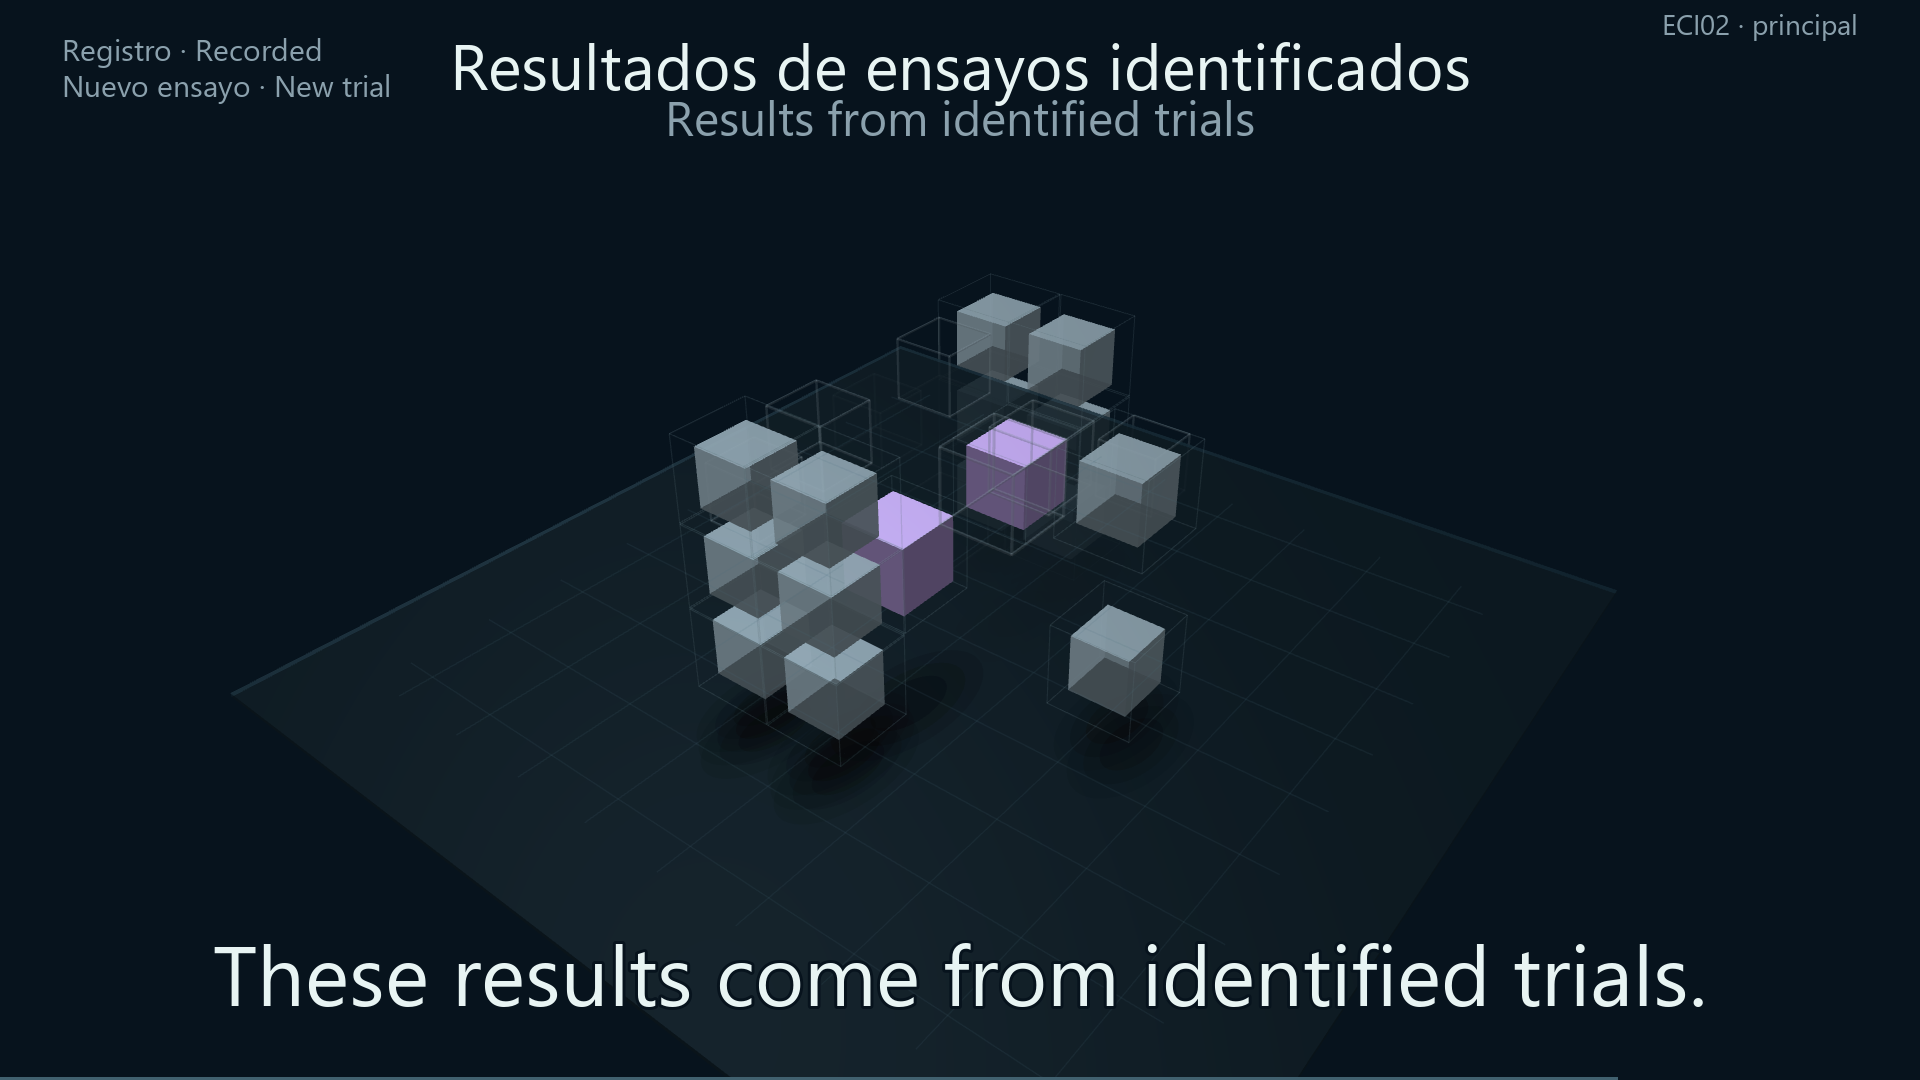 Registro · Recorded
Nuevo ensayo · New trial
Resultados de ensayos identificados
Results from identified trials
ECI02 · principal
These results come from identified trials.